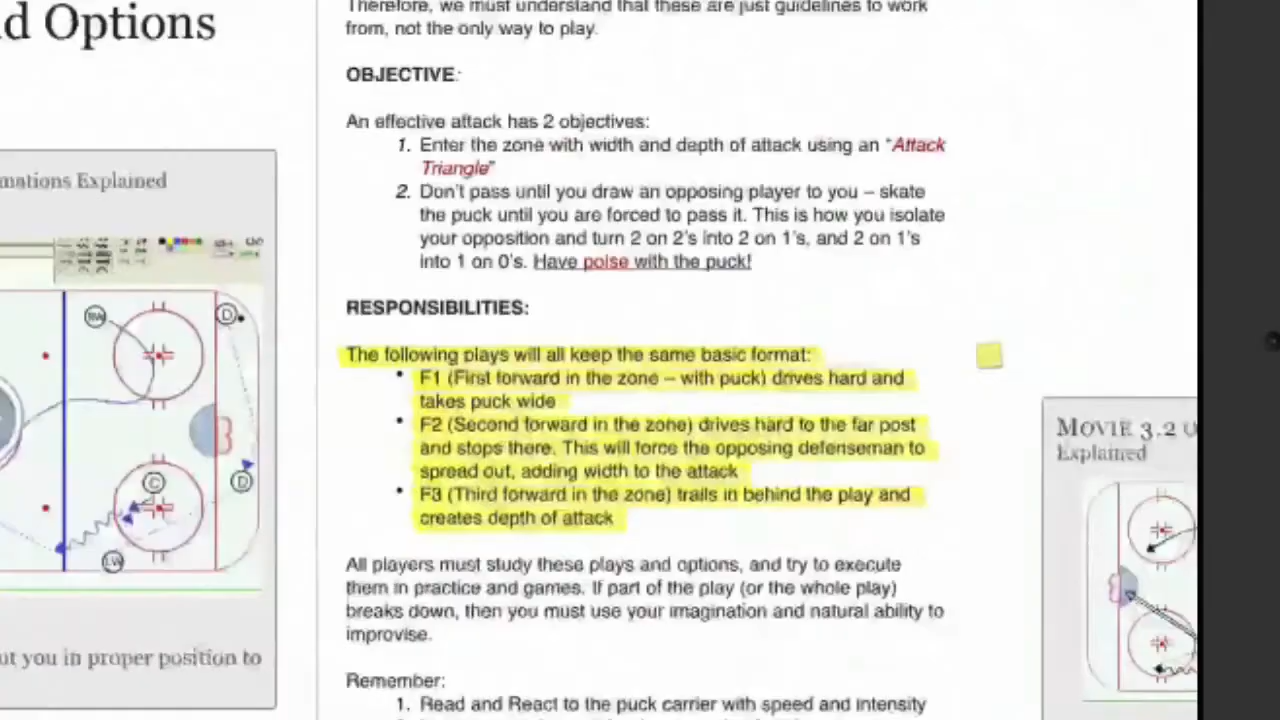 d Options
mations Explained
RW
D
C
D
LW
ut you in proper position to
Therefore, we must understand that these are just guidelines to work
from, not the only way to play.
OBJECTIVE:
An effective attack has 2 objectives:
1. Enter the zone with width and depth of attack using an “Attack
Triangle”
2. Don’t pass until you draw an opposing player to you – skate
the puck until you are forced to pass it. This is how you isolate
your opposition and turn 2 on 2’s into 2 on 1’s, and 2 on 1’s
into 1 on 0’s. Have poise with the puck!
RESPONSIBILITIES:
The following plays will all keep the same basic format:
• F1 (First forward in the zone – with puck) drives hard and
takes puck wide
• F2 (Second forward in the zone) drives hard to the far post
and stops there. This will force the opposing defenseman to
spread out, adding width to the attack
• F3 (Third forward in the zone) trails in behind the play and
creates depth of attack
All players must study these plays and options, and try to execute
them in practice and games. If part of the play (or the whole play)
breaks down, then you must use your imagination and natural ability to
improvise.
Remember:
1. Read and React to the puck carrier with speed and intensity
MOVIE 3.2
Explained